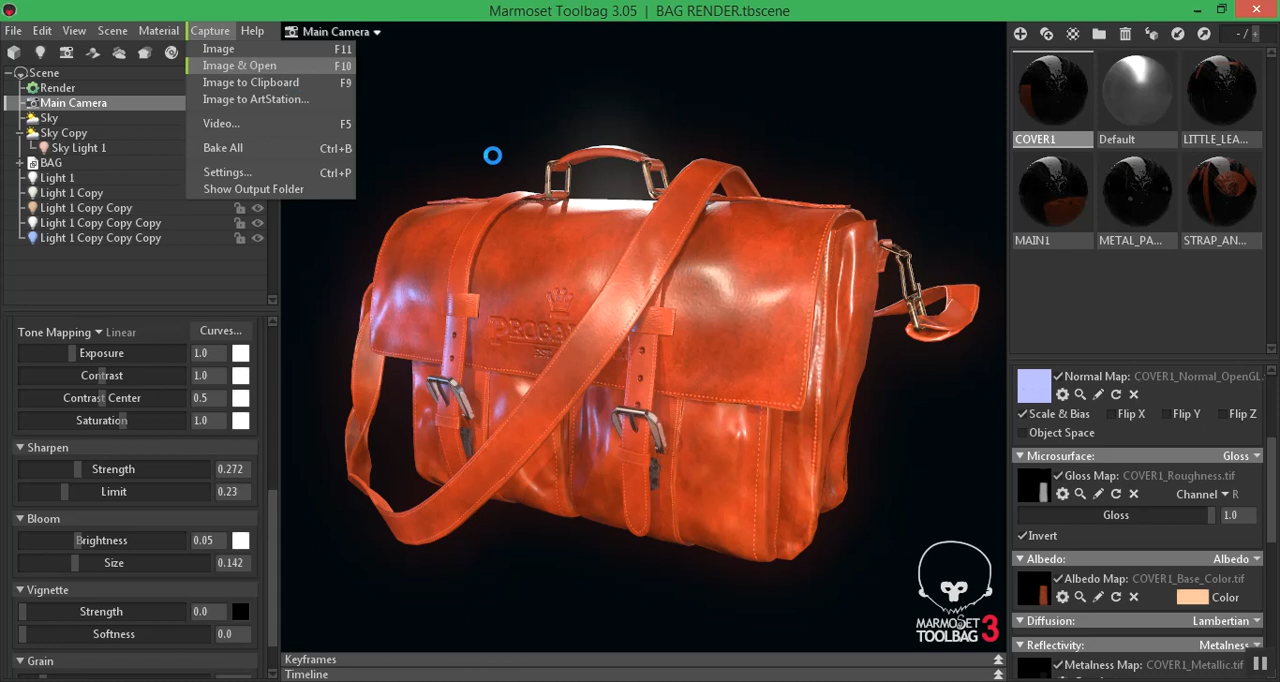 Marmoset Toolbag 3.05 | BAG RENDER.tbscene
File Edit View Scene Material Capture Help Main Camera
Image F11
Image & Open F10
Image to Clipboard F9
Image to ArtStation...
Video... F5
Bake All Ctrl+B
Settings... Ctrl+P
Show Output Folder
Scene
Render
Main Camera
Sky
Sky Copy
Sky Light 1
BAG
Light 1
Light 1 Copy
Light 1 Copy Copy
Light 1 Copy Copy Copy
Light 1 Copy Copy Copy
Tone Mapping Linear Curves...
Exposure 1.0
Contrast 1.0
Contrast Center 0.5
Saturation 1.0
Sharpen
Strength 0.272
Limit 0.23
Bloom
Brightness 0.05
Size 0.142
Vignette
Strength 0.0
Softness 0.0
Grain
MARMOSET
TOOLBAG 3
Keyframes
Timeline
- / +
COVER1 Default LITTLE_LEA...
MAIN1 METAL_PA... STRAP_AN...
Normal Map: COVER1_Normal_OpenGL.
Scale & Bias Flip X Flip Y Flip Z
Object Space
Microsurface: Gloss
Gloss Map: COVER1_Roughness.tif
Channel R
Gloss 1.0
Invert
Albedo: Albedo
Albedo Map: COVER1_Base_Color.tif
Color
Diffusion: Lambertian
Reflectivity: Metalness
Metalness Map: COVER1_Metallic.tif